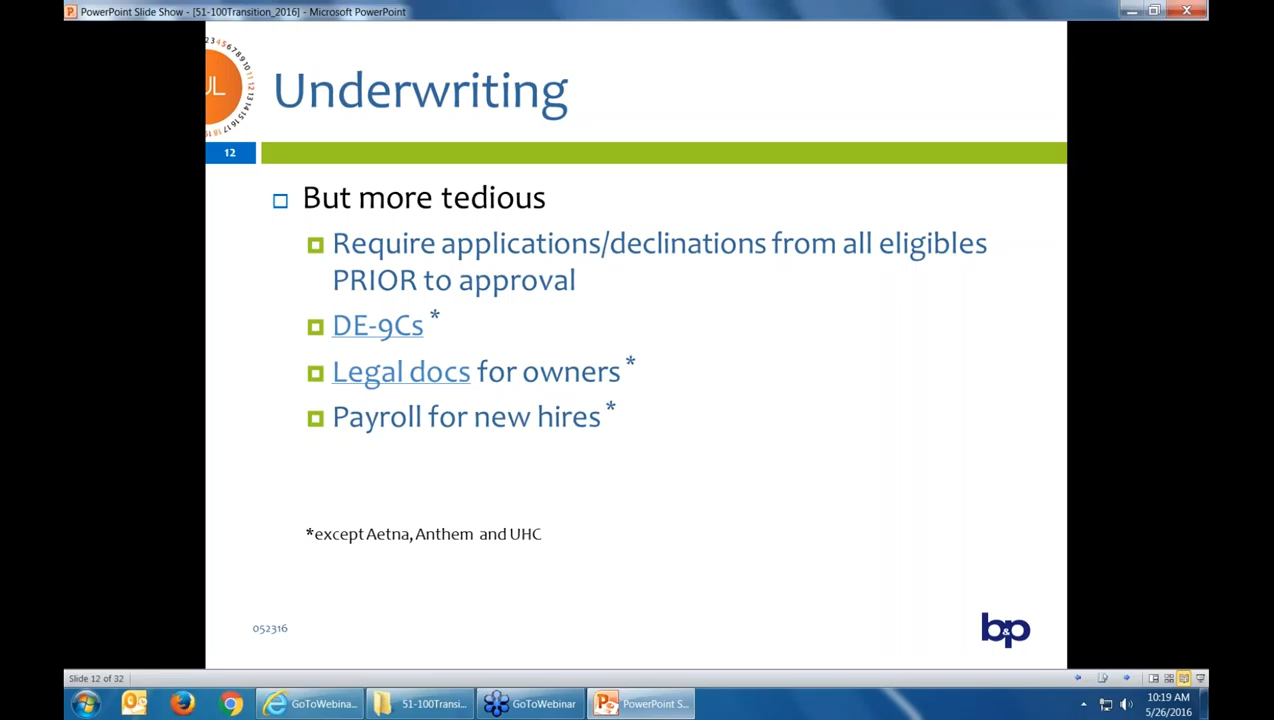 PowerPoint Slide Show - [51-100Transition_2016] - Microsoft PowerPoint
UL
Underwriting
12
But more tedious
Require applications/declinations from all eligibles
PRIOR to approval
DE-9Cs *
Legal docs for owners *
Payroll for new hires *
*except Aetna, Anthem and UHC
052316
b&p
Slide 12 of 32
GoToWebina...
51-100Transiti...
GoToWebinar
PowerPoint S...
10:19 AM
5/26/2016